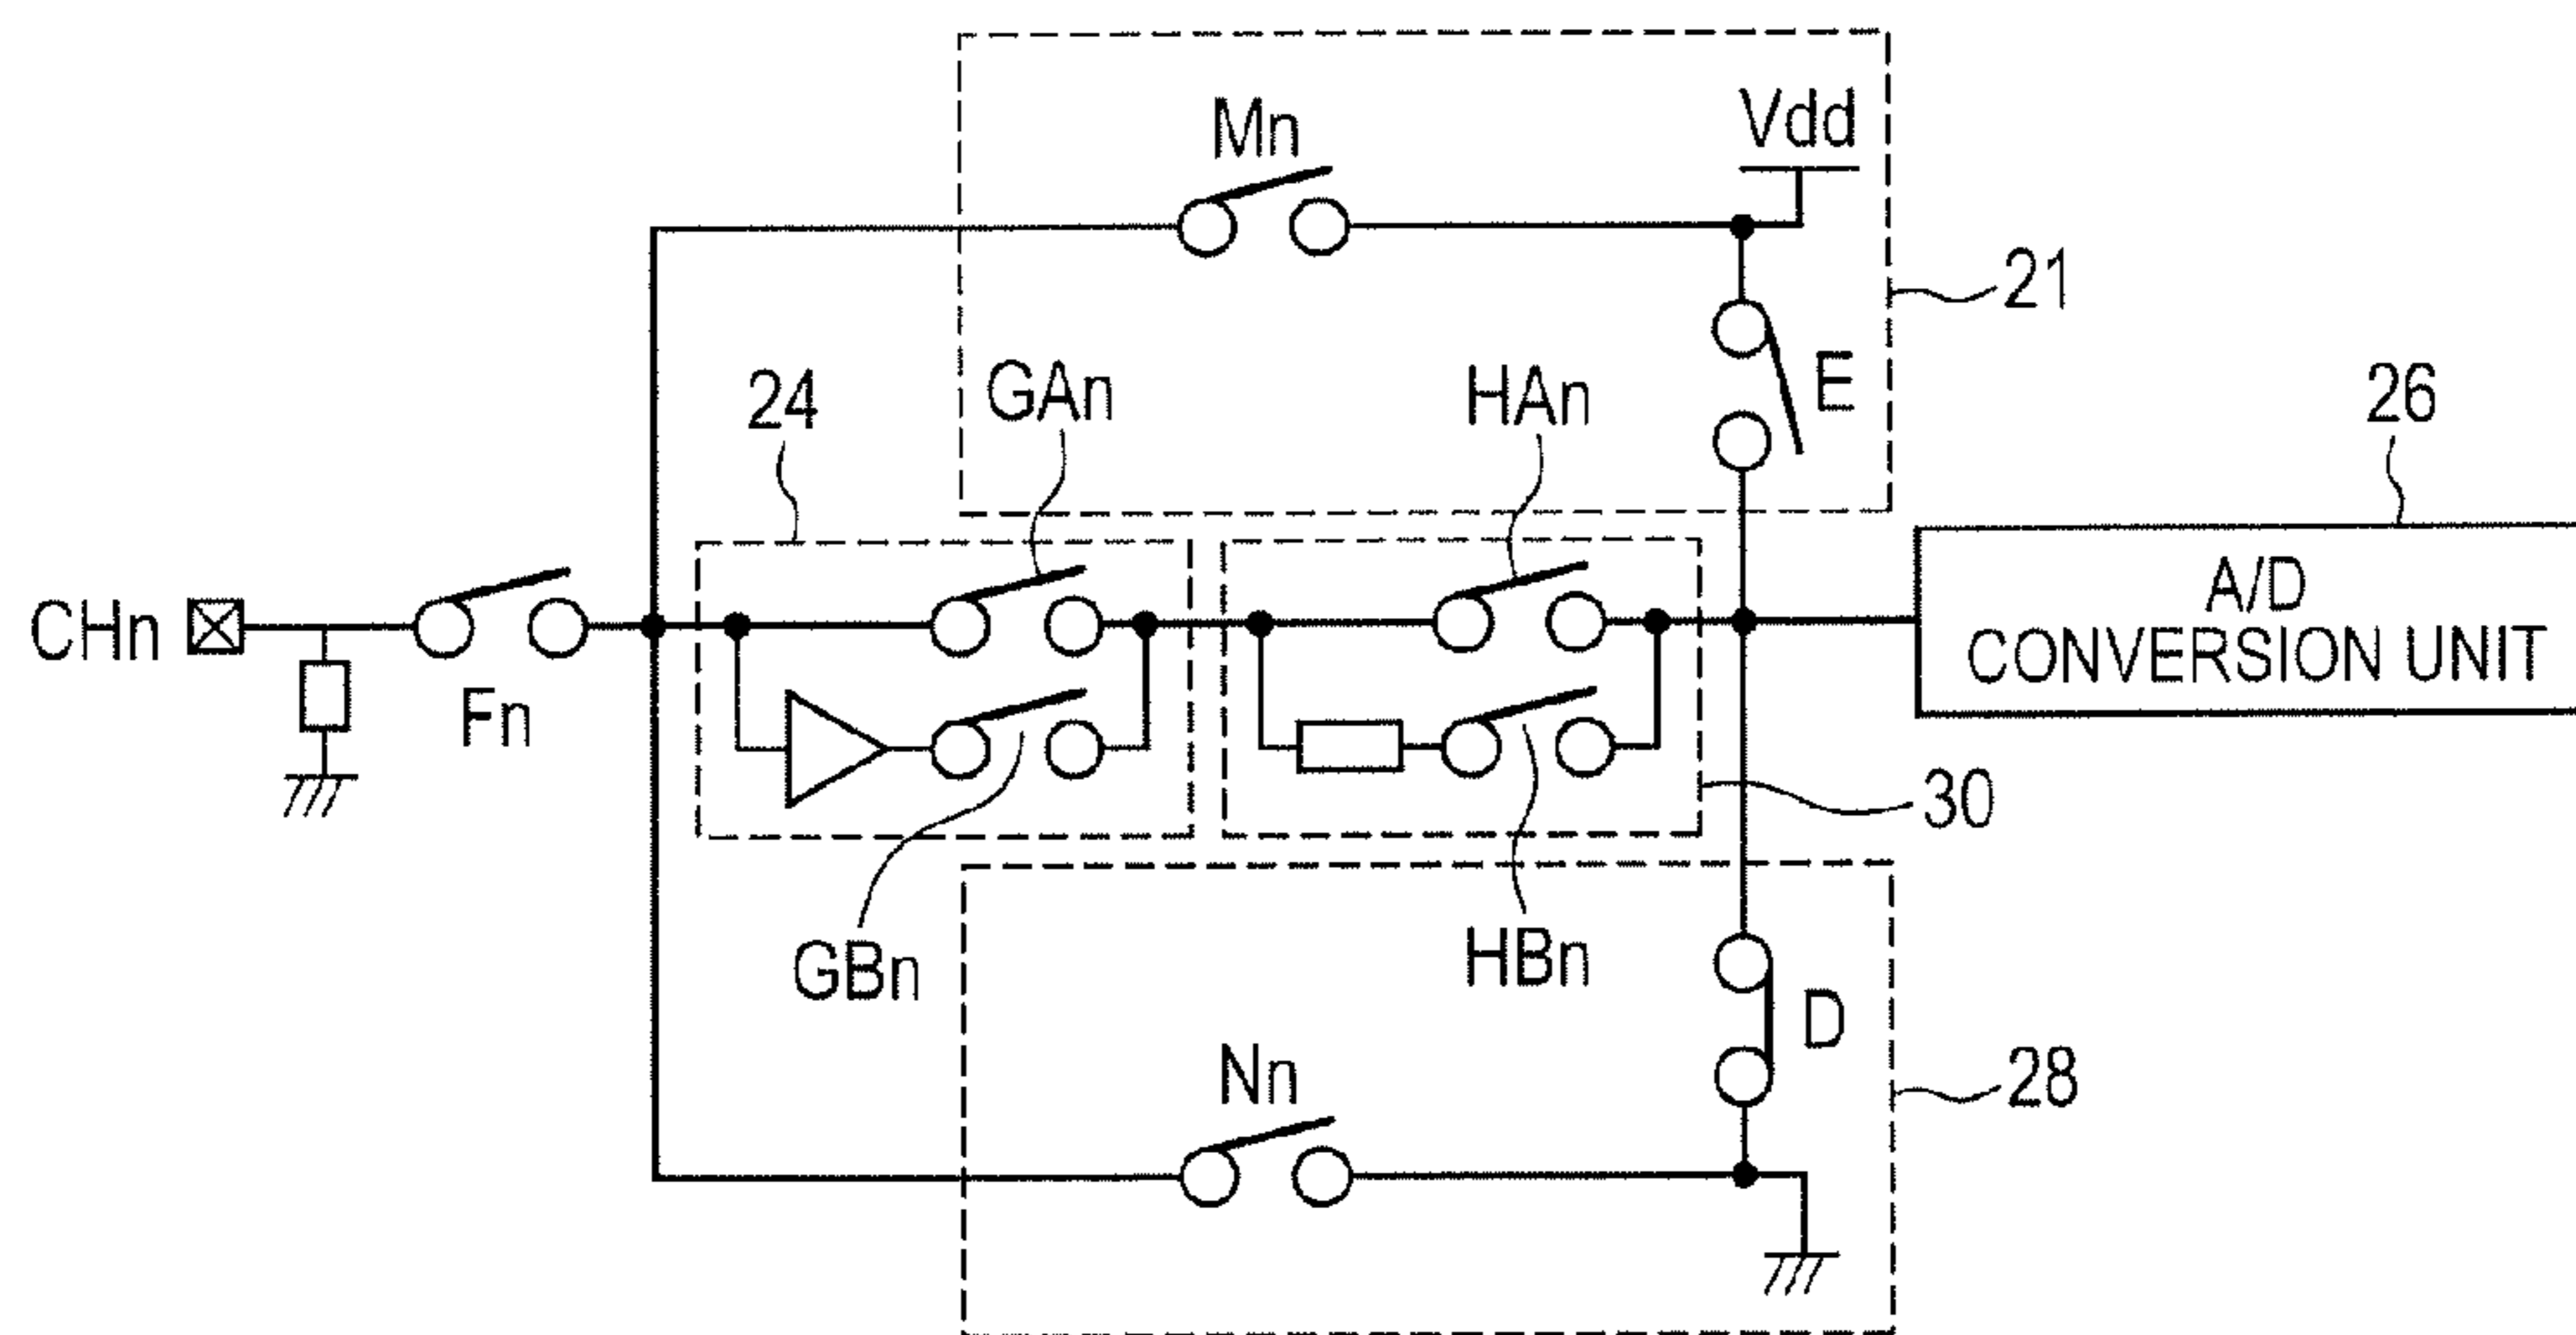 Mn
Vdd
21
E
24
GAn
HAn
26
CHn
Fn
A/D
CONVERSION UNIT
30
GBn
HBn
D
Nn
28